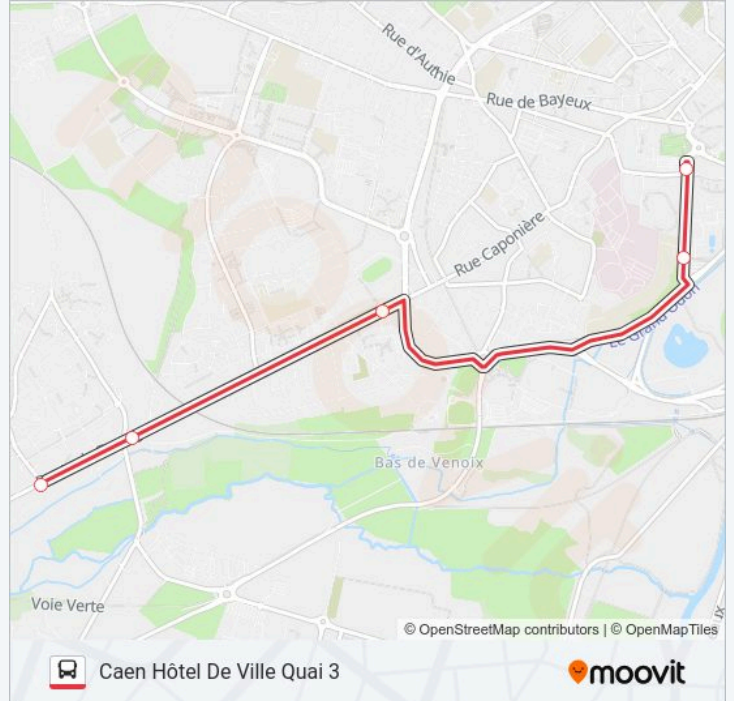 Rue d'Authie
Rue de Bayeux
Rue Caponière
Le Grand Odon
Bas de Venoix
Voie Verte
© OpenStreetMap contributors | © OpenMapTiles
Caen Hôtel De Ville Quai 3
moovit